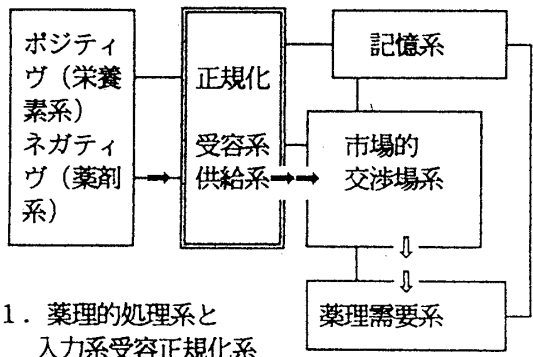 ポジティ
ヴ（栄養
素系）
ネガティ
ヴ（薬剤
系）
正規化
受容系
供給系
記憶系
市場的
交渉場系
薬理需要系
1．薬理的処理系と
入力系受容正規化系